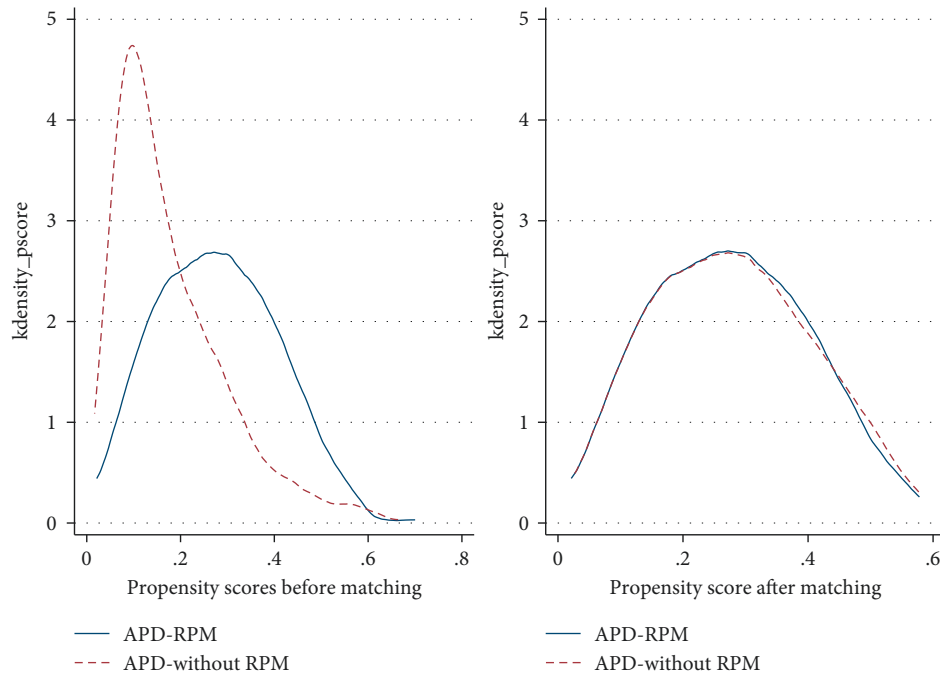 5
4
3
2
1
0
kdensity_pscore
0
.2
.4
.6
.8
Propensity scores before matching
APD-RPM
APD-without RPM
5
4
3
2
1
0
kdensity_pscore
0
.2
.4
.6
Propensity score after matching
APD-RPM
APD-without RPM